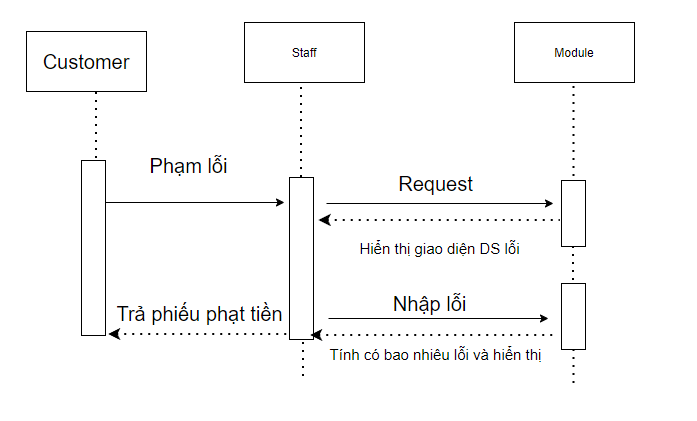 Customer
Staff
Module
Phạm lỗi
Request
Hiển thị giao diện DS lỗi
Trả phiếu phạt tiền
Nhập lỗi
Tính có bao nhiêu lỗi và hiển thị